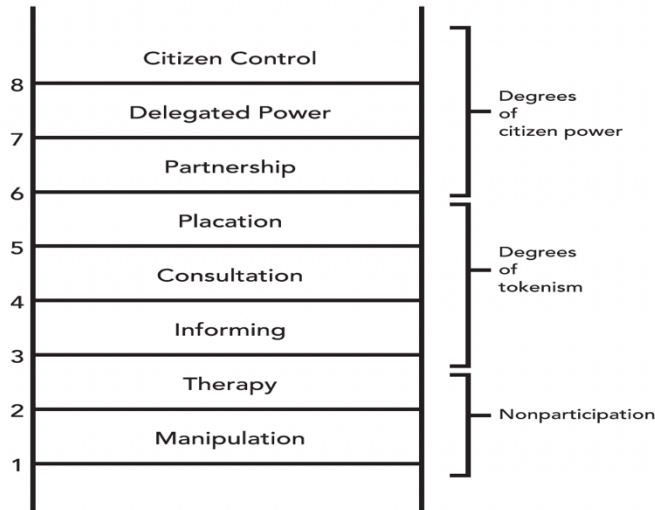 Citizen Control
8
Delegated Power
7
Partnership
6
Placation
5
Consultation
4
Informing
3
Therapy
2
Manipulation
1
Degrees
of
citizen power
Degrees
of
tokenism
Nonparticipation